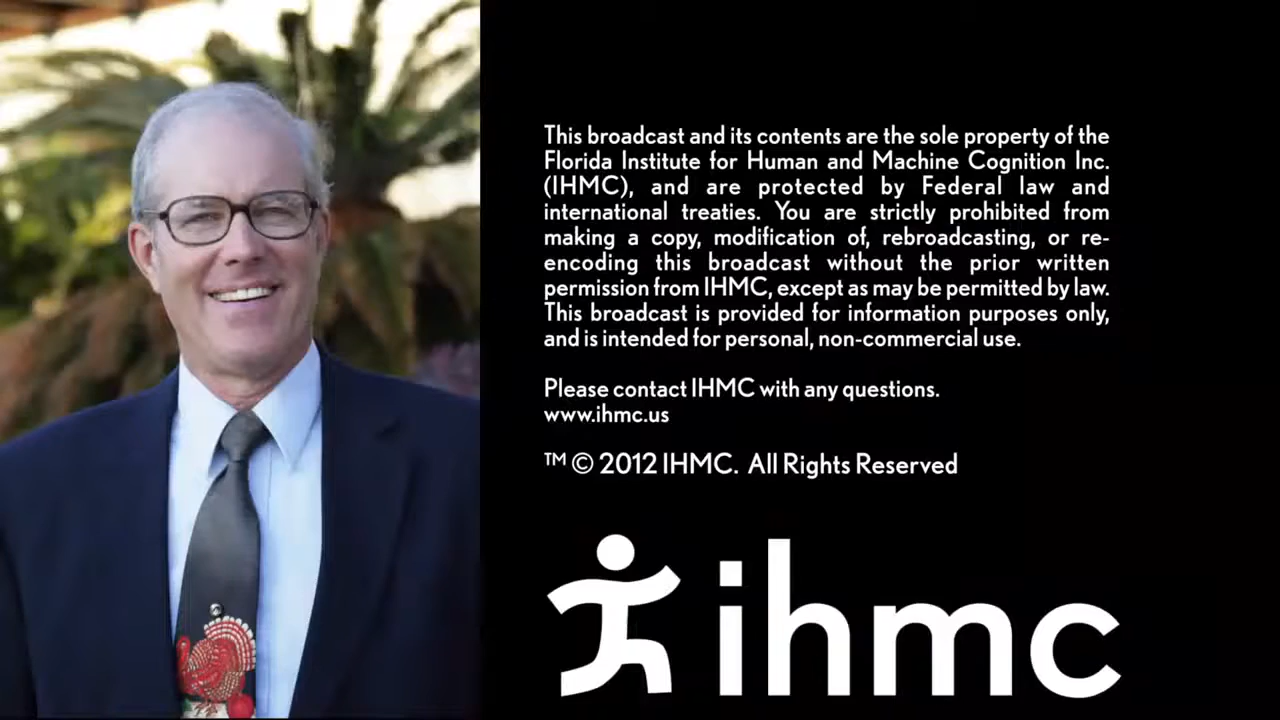 This broadcast and its contents are the sole property of the
Florida Institute for Human and Machine Cognition Inc.
(IHMC), and are protected by Federal law and
international treaties. You are strictly prohibited from
making a copy, modification of, rebroadcasting, or re-
encoding this broadcast without the prior written
permission from IHMC, except as may be permitted by law.
This broadcast is provided for information purposes only,
and is intended for personal, non-commercial use.
Please contact IHMC with any questions.
www.ihmc.us
™ © 2012 IHMC. All Rights Reserved
ihmc